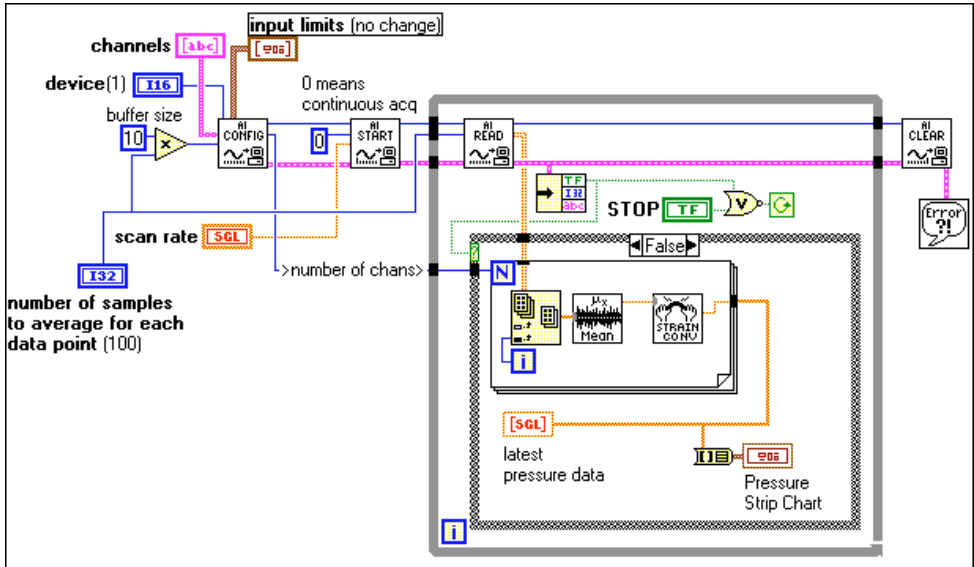 input limits (no change)
channels [abc]
device(1) I16
0 means
continuous acq
buffer size
10
x
AI
CONFIG
0
AI
START
AI
READ
AI
CLEAR
TF
I32
abc
STOP TF
V
Error
?!
scan rate SGL
?
False
>number of chans>
I32
N
number of samples
to average for each
data point (100)
μx
Mean
STRAIN
CONV
i
[SGL]
latest
pressure data
Pressure
Strip Chart
i